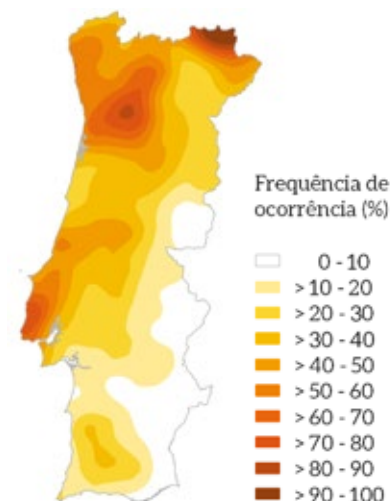 Frequência de
ocorrência (%)
0 - 10
> 10 - 20
> 20 - 30
> 30 - 40
> 40 - 50
> 50 - 60
> 60 - 70
> 70 - 80
> 80 - 90
> 90 - 100